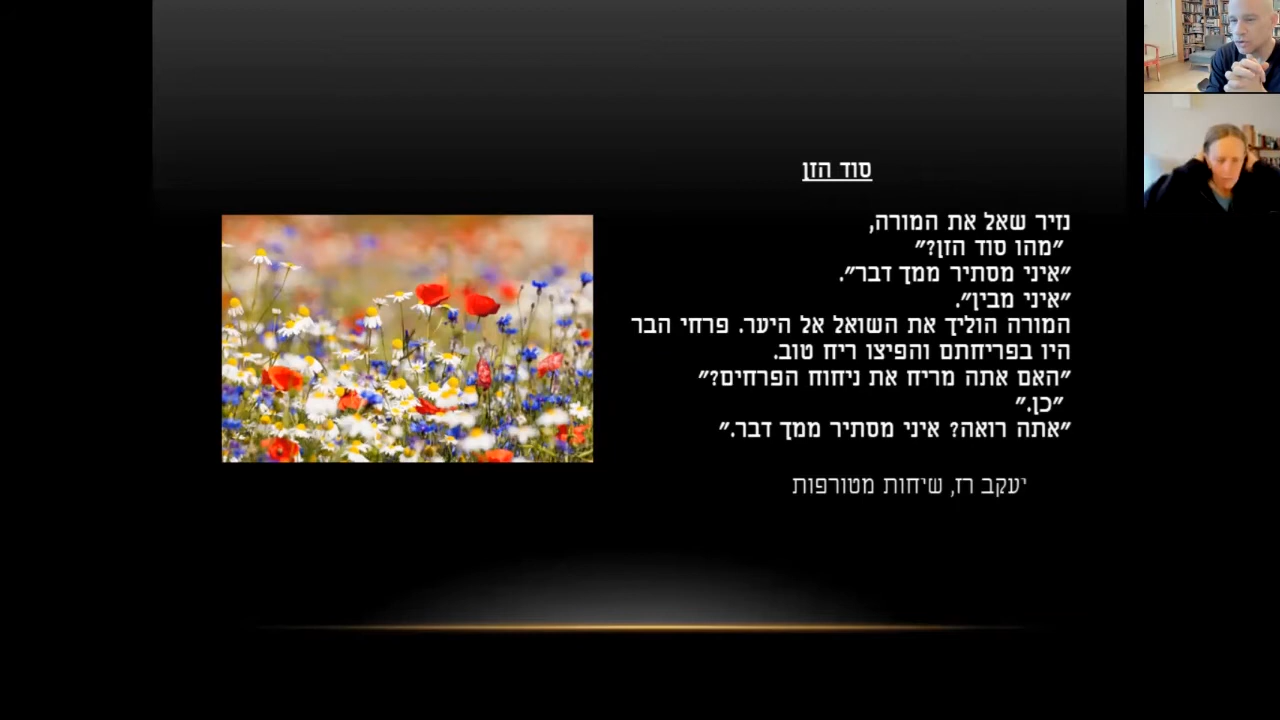 סוד הזן
נזיר שאל את המורה,
"מהו סוד הזן?"
"איני מסתיר ממך דבר".
"איני מבין".
המורה הוליך את השואל אל היער. פרחי הבר
היו בפריחתם והפיצו ריח טוב.
"האם אתה מריח את ניחוח הפרחים?"
"כן."
"אתה רואה? איני מסתיר ממך דבר."
יעקב רז, שיחות מטורפות